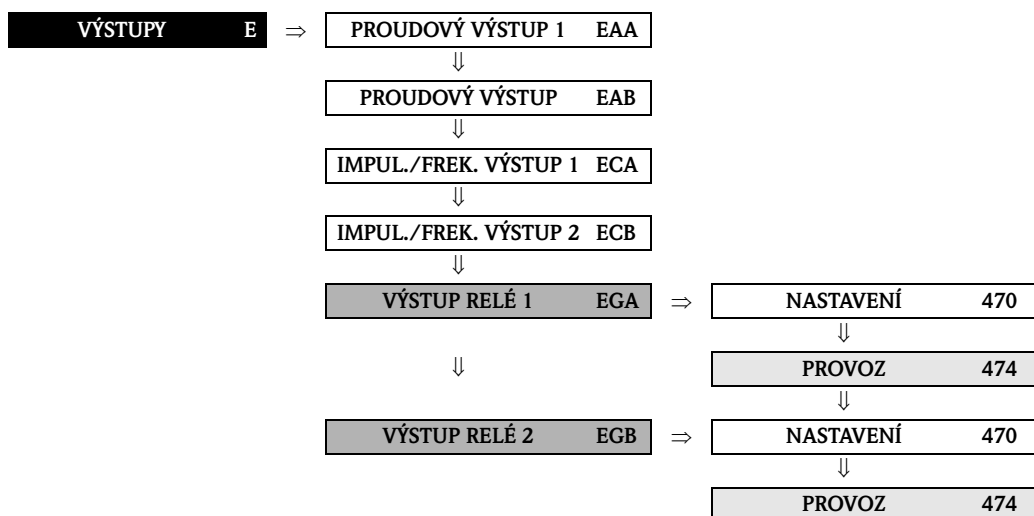 VÝSTUPY E ⇒ PROUDOVÝ VÝSTUP 1 EAA
⇓
PROUDOVÝ VÝSTUP EAB
⇓
IMPUL./FREK. VÝSTUP 1 ECA
⇓
IMPUL./FREK. VÝSTUP 2 ECB
⇓
VÝSTUP RELÉ 1 EGA ⇒ NASTAVENÍ 470
⇓
⇓ PROVOZ 474
⇓
VÝSTUP RELÉ 2 EGB ⇒ NASTAVENÍ 470
⇓
PROVOZ 474